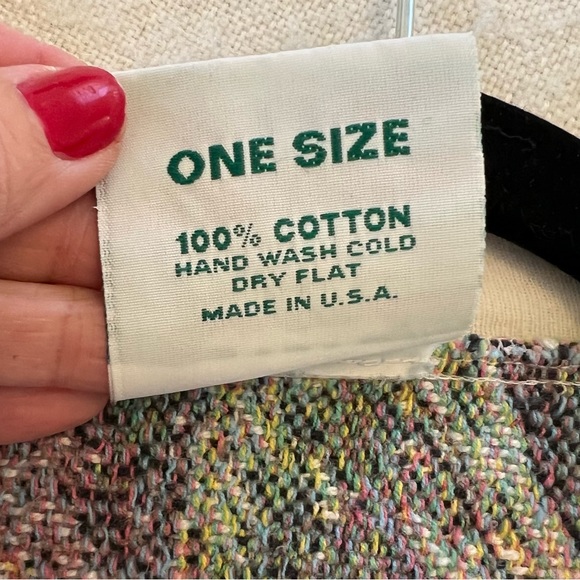 ONE SIZE
100% COTTON
HAND WASH COLD
DRY FLAT
MADE IN U.S.A.